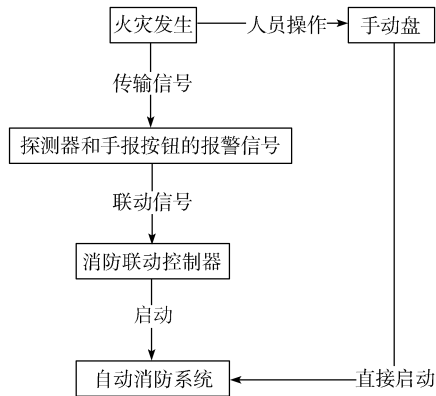 火灾发生
人员操作
手动盘
传输信号
探测器和手报按钮的报警信号
联动信号
消防联动控制器
启动
自动消防系统
直接启动